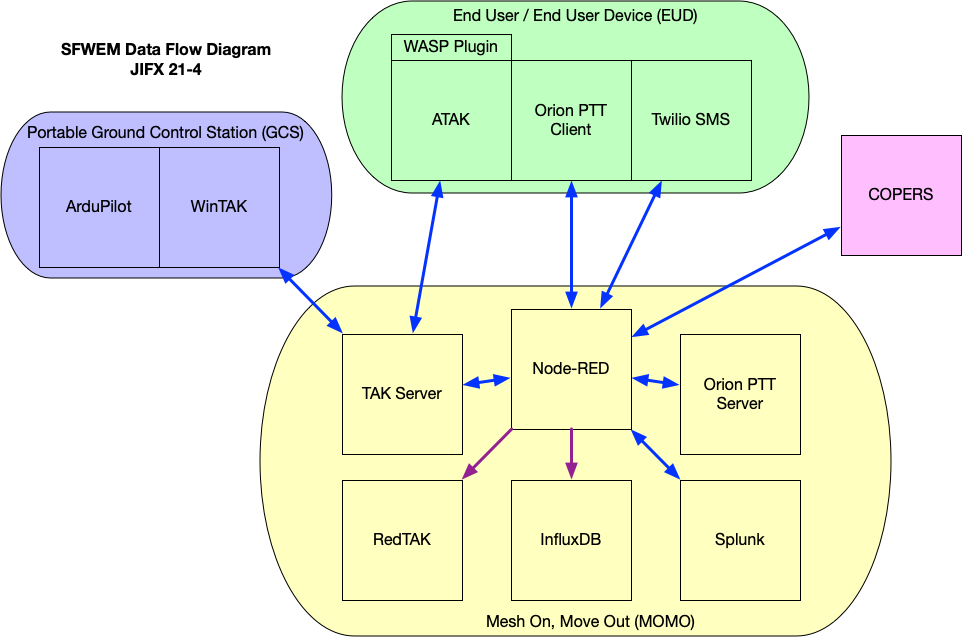 SFWEM Data Flow Diagram
JIFX 21-4
End User / End User Device (EUD)
WASP Plugin
ATAK
Orion PTT
Client
Twilio SMS
Portable Ground Control Station (GCS)
ArduPilot
WinTAK
COPERS
TAK Server
Node-RED
Orion PTT
Server
RedTAK
InfluxDB
Splunk
Mesh On, Move Out (MOMO)